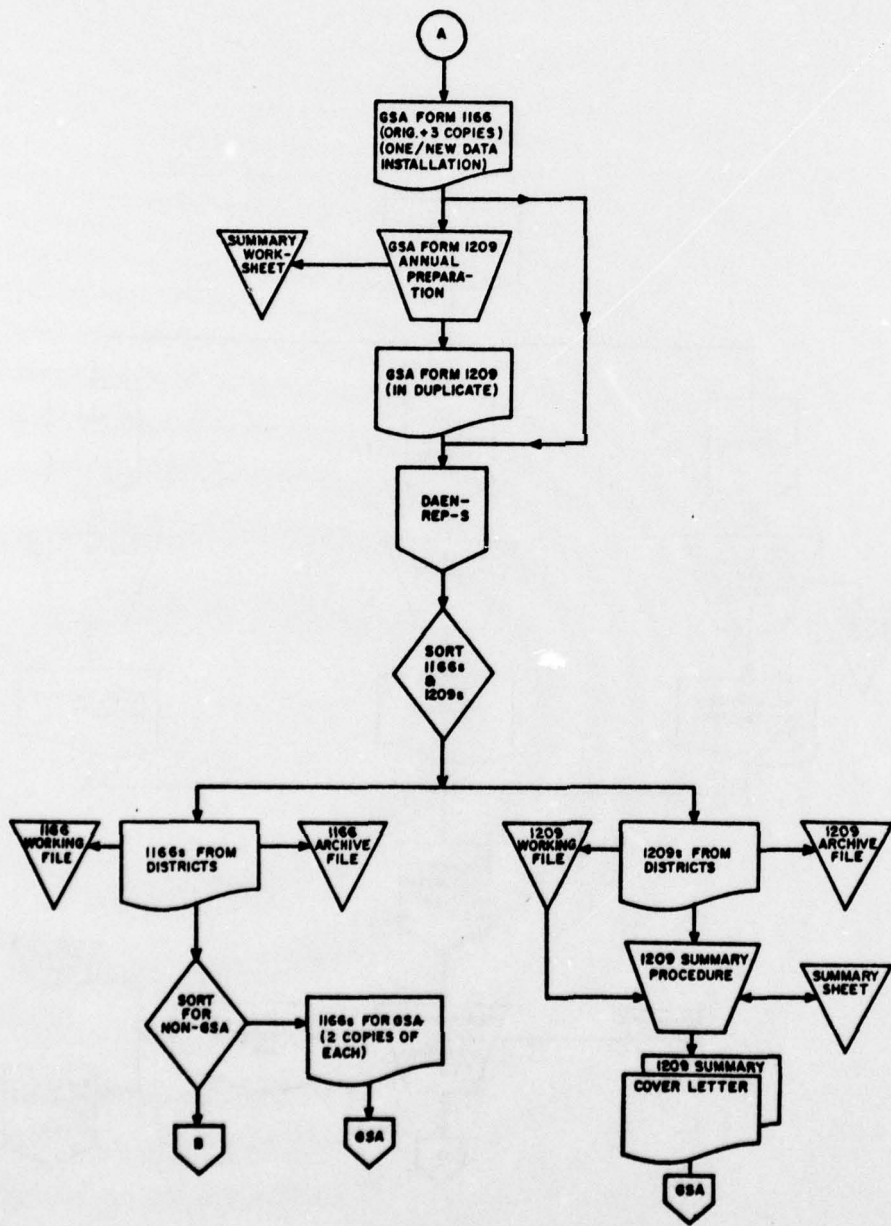 A
GSA FORM 1166
(ORIG.+3 COPIES)
(ONE/NEW DATA
INSTALLATION)
SUMMARY
WORK-
SHEET
GSA FORM 1209
ANNUAL
PREPARA-
TION
GSA FORM 1209
(IN DUPLICATE)
DAEN-
REP-S
SORT
1166s
&
1209s
1166
WORKING
FILE
1166s FROM
DISTRICTS
1166
ARCHIVE
FILE
1209
WORKING
FILE
1209s FROM
DISTRICTS
1209
ARCHIVE
FILE
SORT
FOR
NON-GSA
1166s FOR GSA
(2 COPIES OF
EACH)
1209 SUMMARY
PROCEDURE
SUMMARY
SHEET
1209 SUMMARY
COVER LETTER
B
GSA
GSA